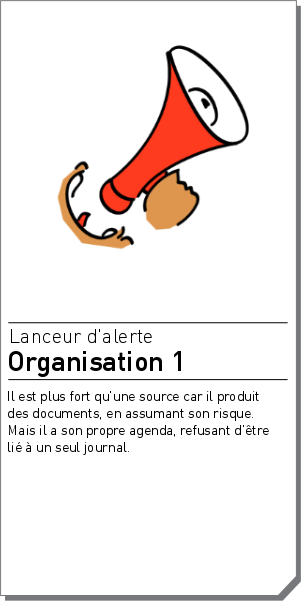 Lanceur d'alerte
Organisation 1
Il est plus fort qu'une source car il produit
des documents, en assumant son risque.
Mais il a son propre agenda, refusant d'être
lié à un seul journal.